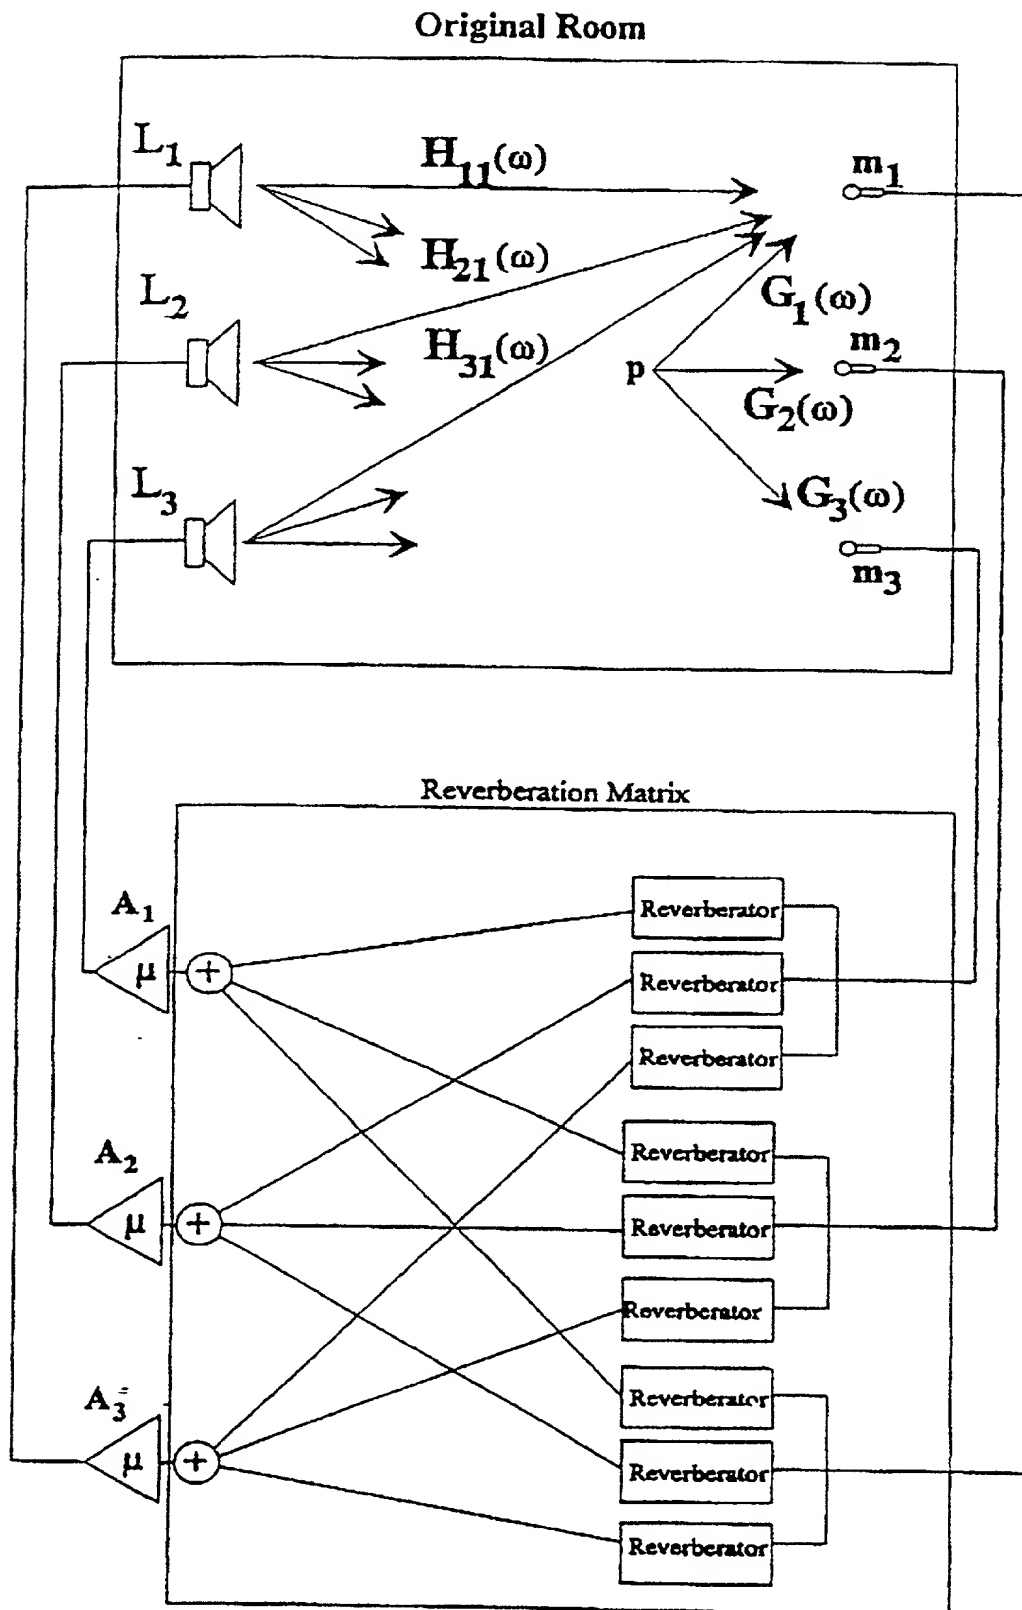 Original Room
L1
H11(ω)
m1
H21(ω)
G1(ω)
L2
H31(ω)
p
m2
G2(ω)
L3
G3(ω)
m3
Reverberation Matrix
A1
μ
+
Reverberator
Reverberator
Reverberator
A2
μ
+
Reverberator
Reverberator
Reverberator
A3
μ
+
Reverberator
Reverberator
Reverberator